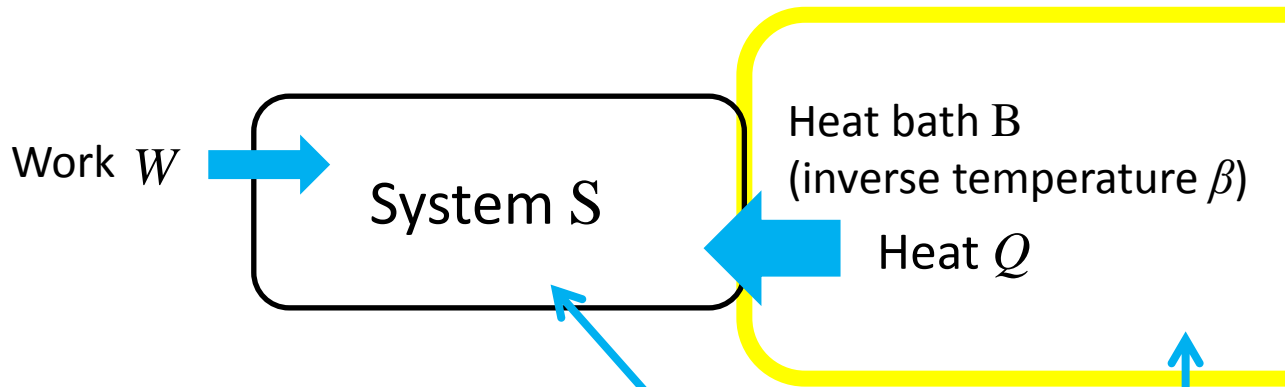 Work W
System S
Heat bath B
(inverse temperature β)
Heat Q